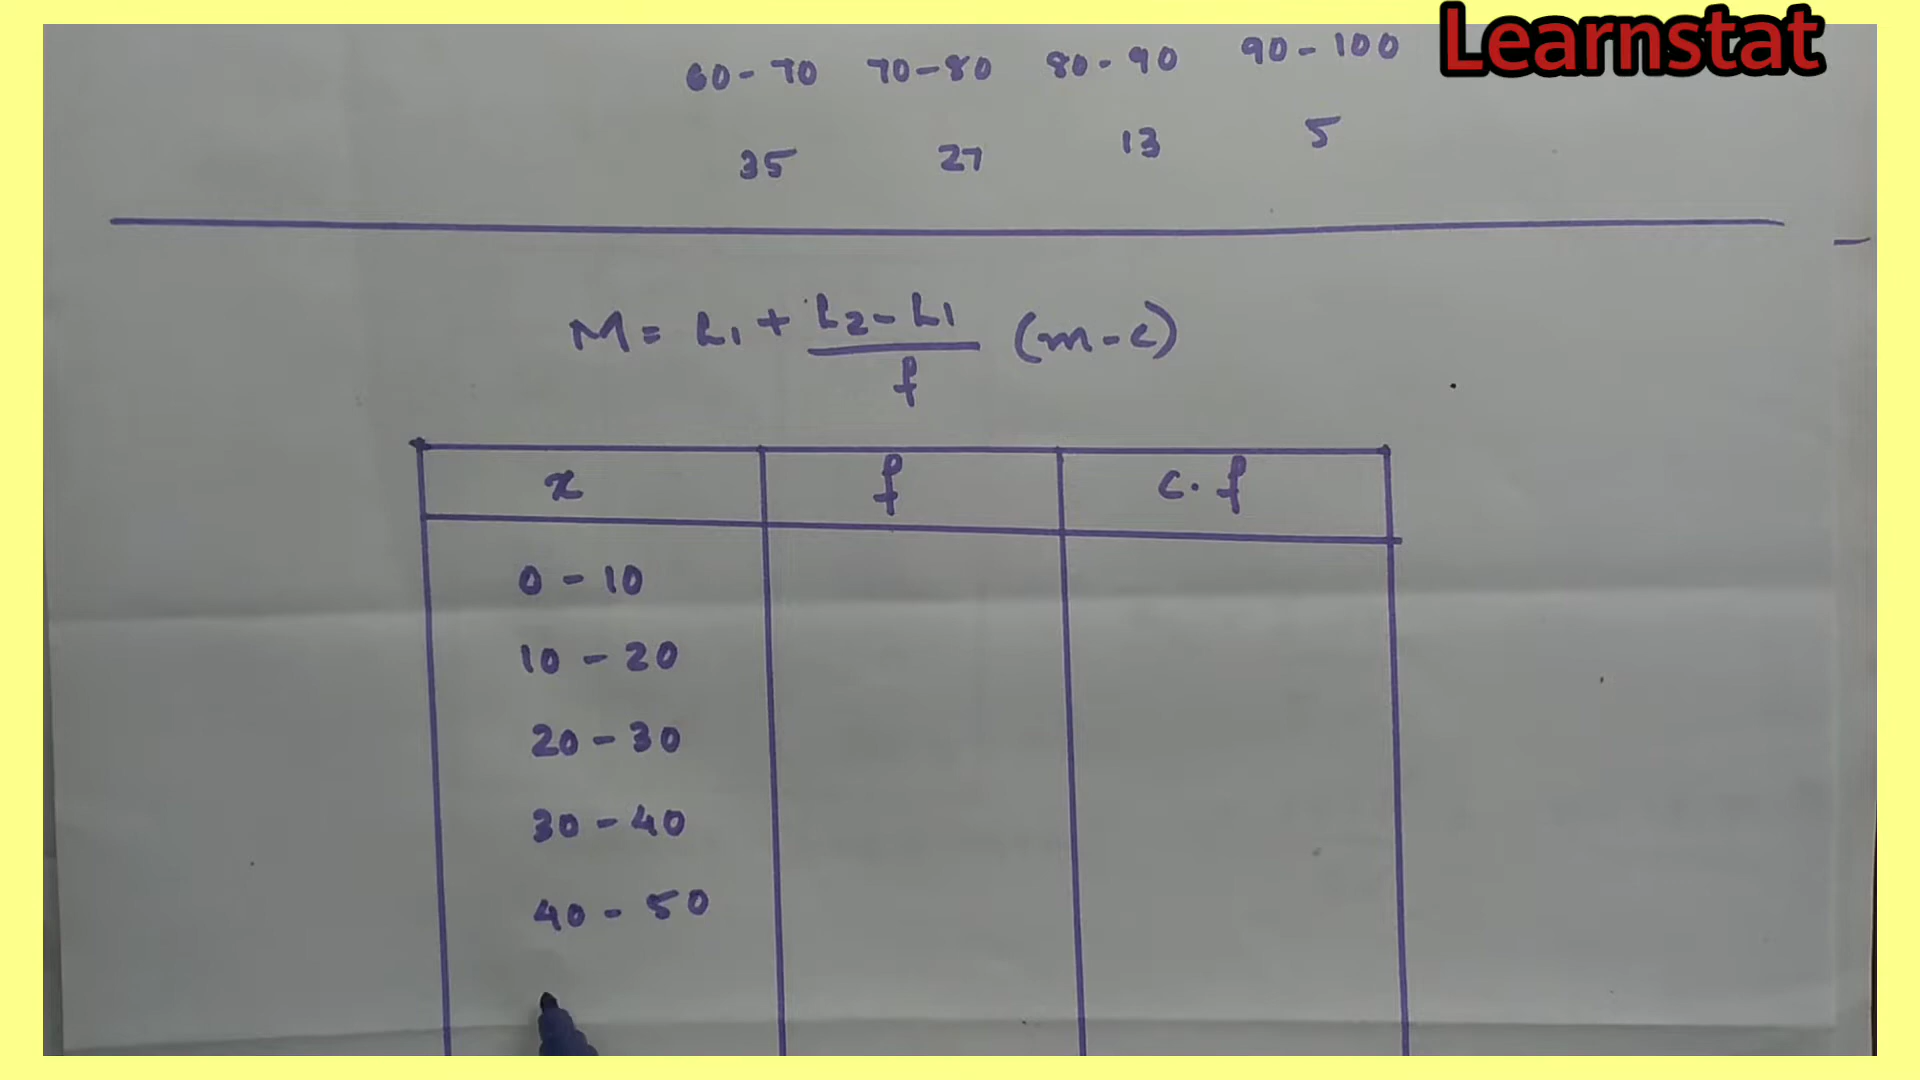 Learnstat
60-70 70-80 80-90 90-100
35 27 13 5
M = L1 + L2-L1 / f (m-c)
x f c.f
0-10
10-20
20-30
30-40
40-50